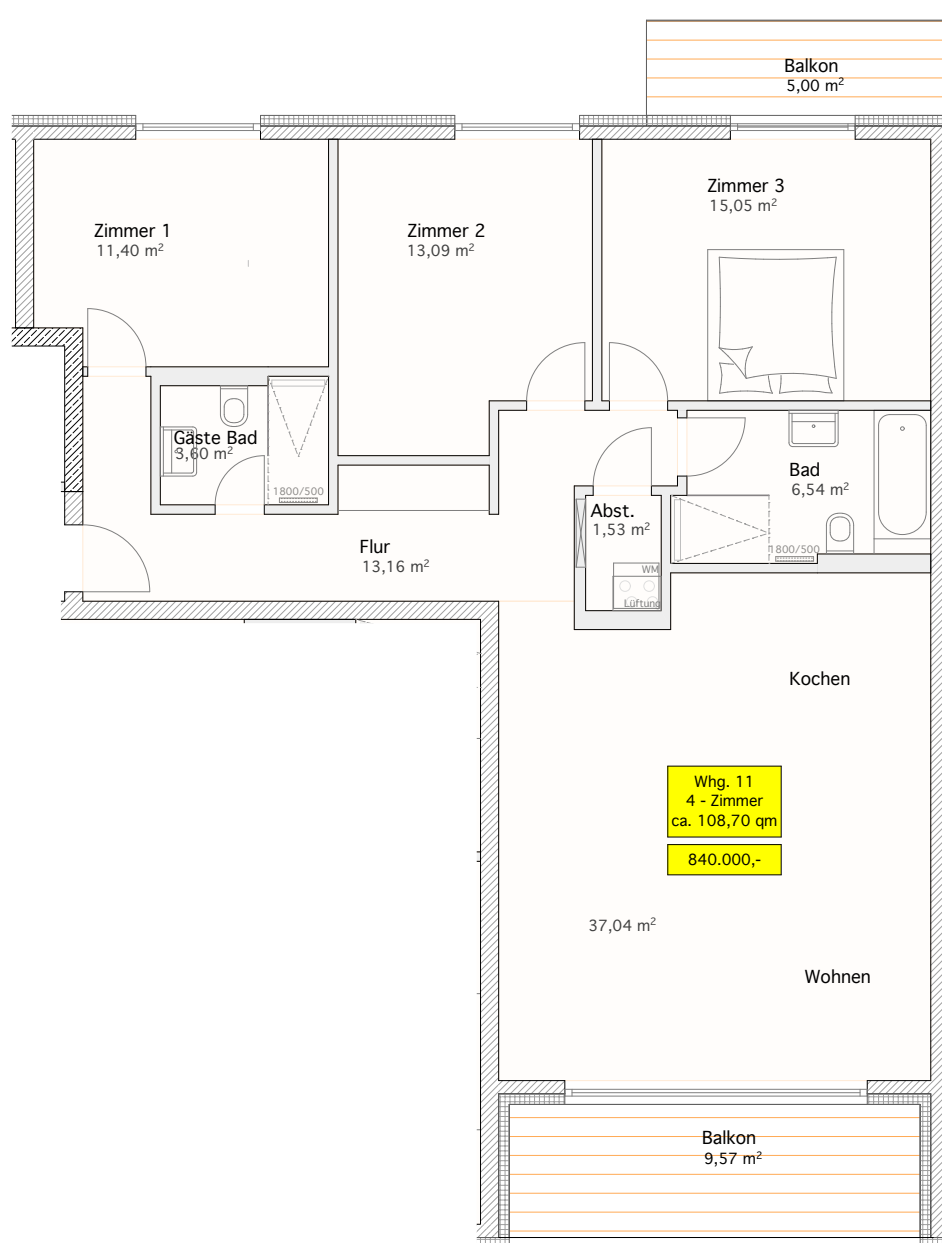 Balkon
5,00 m²
Zimmer 1
11,40 m²
Zimmer 2
13,09 m²
Zimmer 3
15,05 m²
Gäste Bad
3,60 m²
1800/500
Flur
13,16 m²
Abst.
1,53 m²
WM
Lüftung
Bad
6,54 m²
1800/500
Kochen
Whg. 11
4 - Zimmer
ca. 108,70 qm
840.000,-
37,04 m²
Wohnen
Balkon
9,57 m²